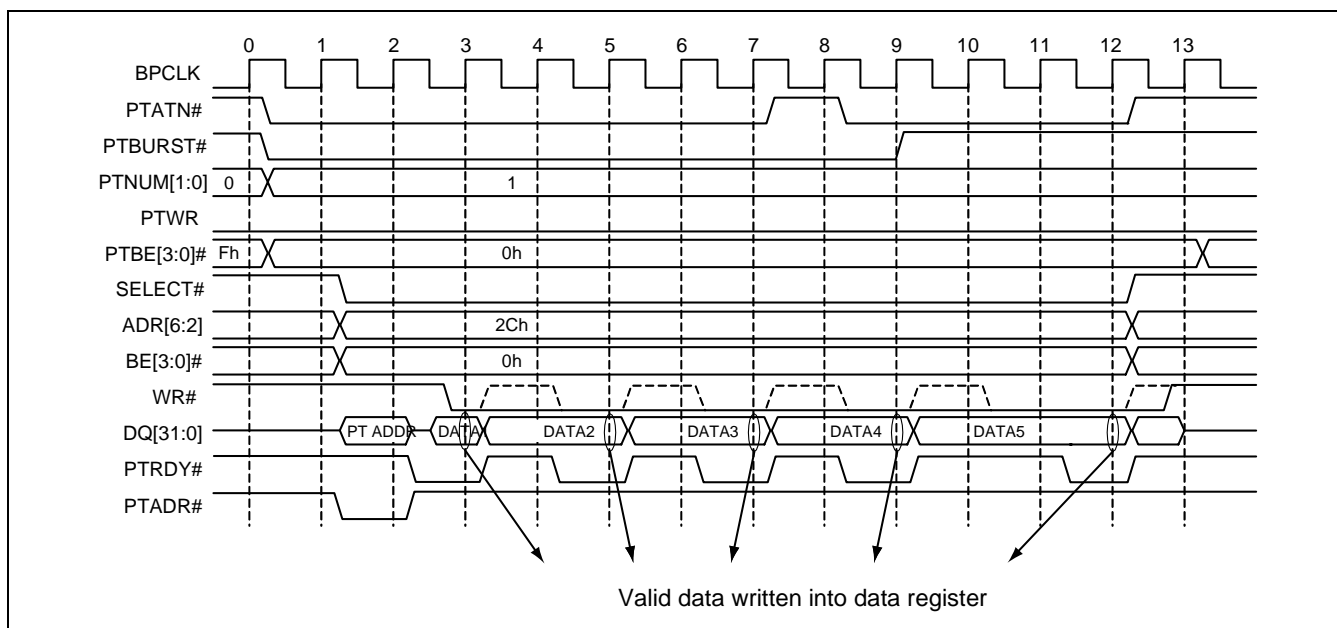 0 1 2 3 4 5 6 7 8 9 10 11 12 13
BPCLK
PTATN#
PTBURST#
PTNUM[1:0] 0 1
PTWR
PTBE[3:0]# Fh 0h
SELECT#
ADR[6:2] 2Ch
BE[3:0]# 0h
WR#
DQ[31:0] PT ADDR DATA DATA2 DATA3 DATA4 DATA5
PTRDY#
PTADR#
Valid data written into data register